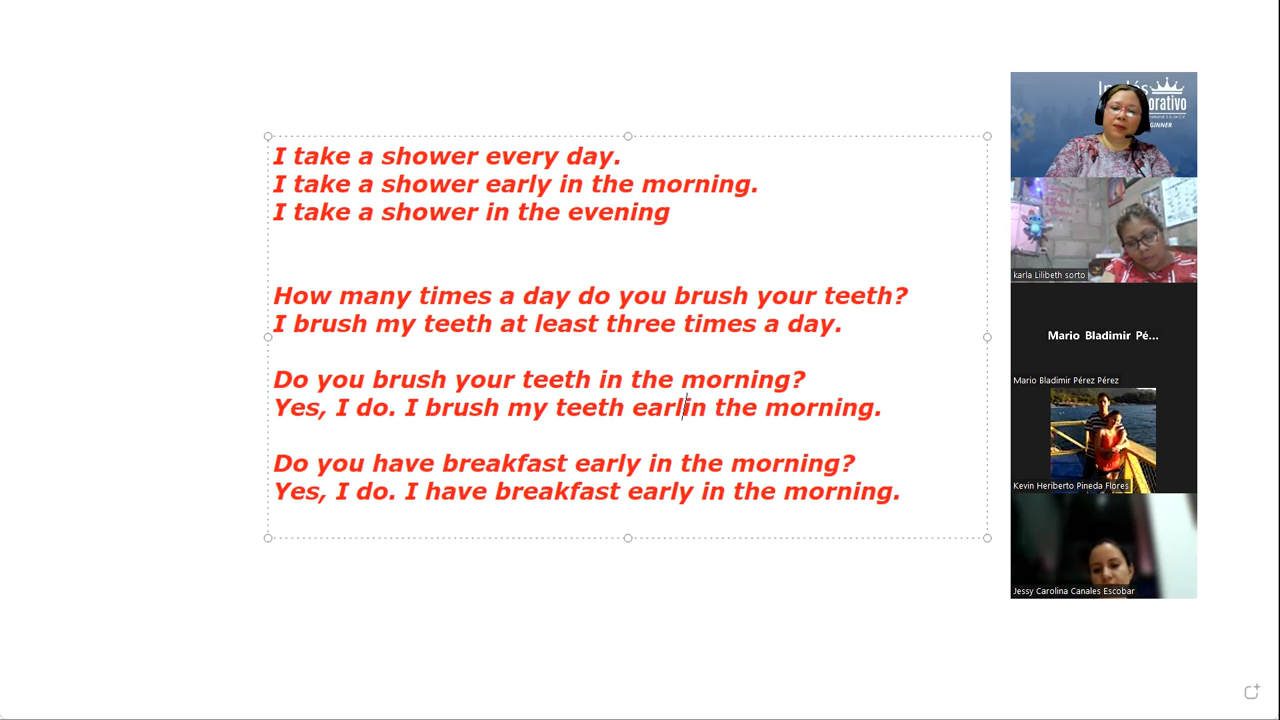 I take a shower every day.
I take a shower early in the morning.
I take a shower in the evening
How many times a day do you brush your teeth?
I brush my teeth at least three times a day.
Do you brush your teeth in the morning?
Yes, I do. I brush my teeth earlin the morning.
Do you have breakfast early in the morning?
Yes, I do. I have breakfast early in the morning.
karla Lilibeth sorto
Mario Bladimir Pé...
Mario Bladimir Pérez Pérez
Kevin Heriberto Pineda Flores
Jessy Carolina Canales Escobar